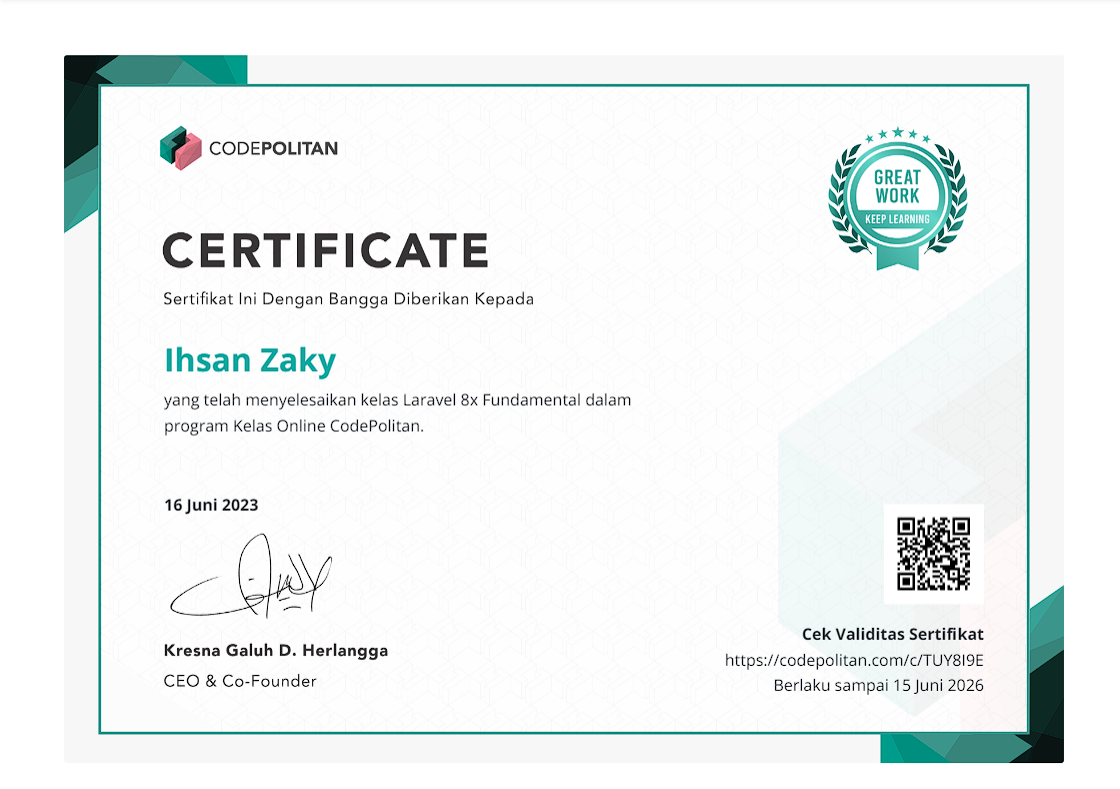 CODEPOLITAN
GREAT
WORK
KEEP LEARNING
CERTIFICATE
Sertifikat Ini Dengan Bangga Diberikan Kepada
Ihsan Zaky
yang telah menyelesaikan kelas Laravel 8x Fundamental dalam
program Kelas Online CodePolitan.
16 Juni 2023
Kresna Galuh D. Herlangga
CEO & Co-Founder
Cek Validitas Sertifikat
https://codepolitan.com/c/TUY8I9E
Berlaku sampai 15 Juni 2026